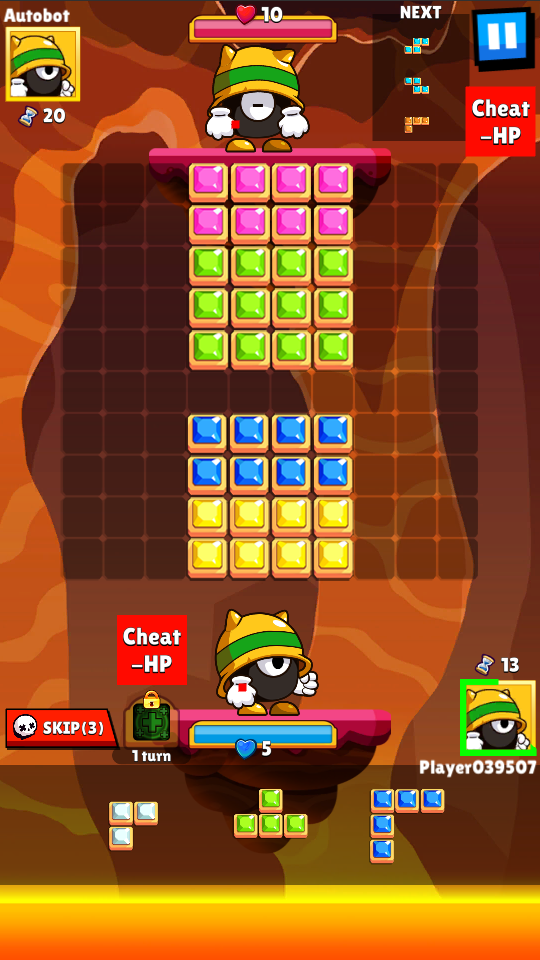 Autobot
10
NEXT
20
Cheat
-HP
Cheat
-HP
13
SKIP(3)
1 turn
5
Player039507